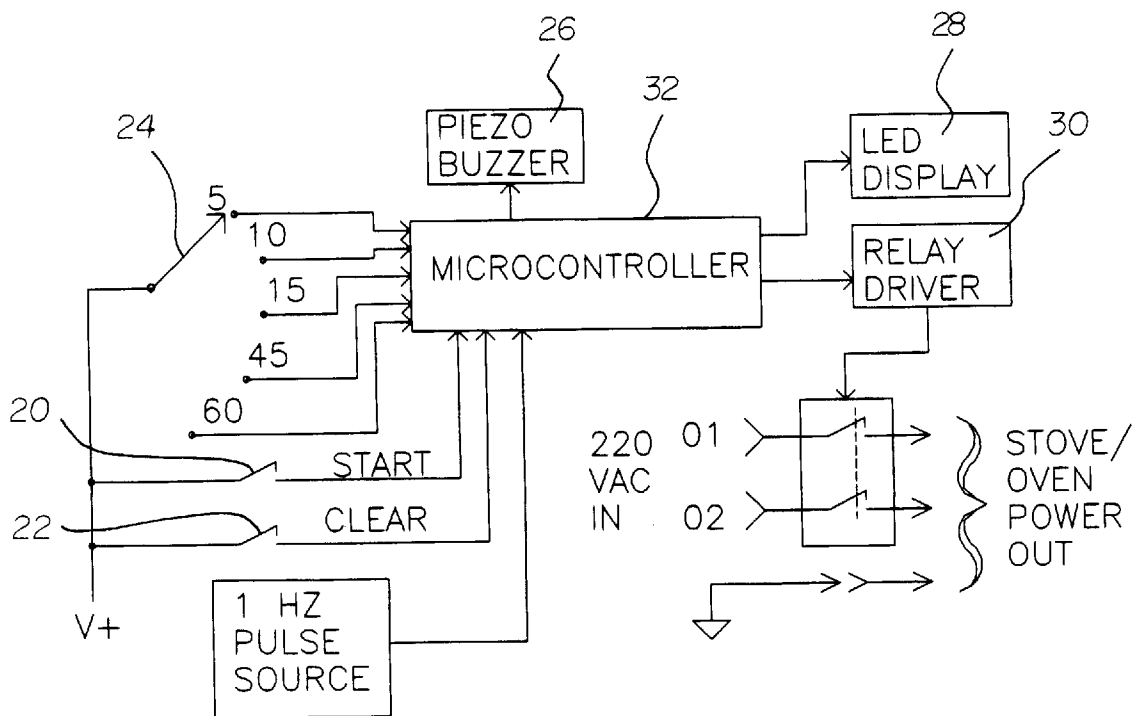 26
32
28
24
PIEZO
BUZZER
LED
DISPLAY
30
5
10
MICROCONTROLLER
RELAY
DRIVER
15
45
60
20
START
22
CLEAR
220
VAC
IN
01
02
STOVE/
OVEN
POWER
OUT
V+
1 HZ
PULSE
SOURCE